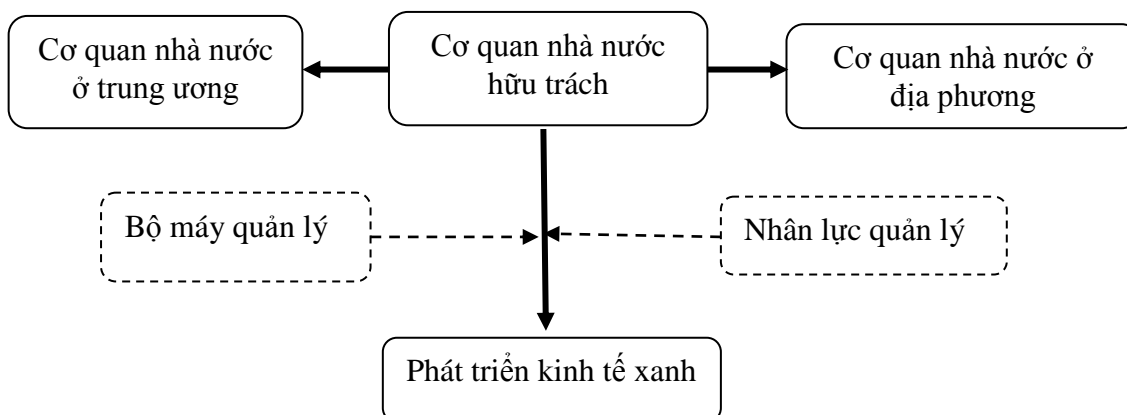 Cơ quan nhà nước
ở trung ương
Cơ quan nhà nước
hữu trách
Cơ quan nhà nước ở
địa phương
Bộ máy quản lý
Nhân lực quản lý
Phát triển kinh tế xanh